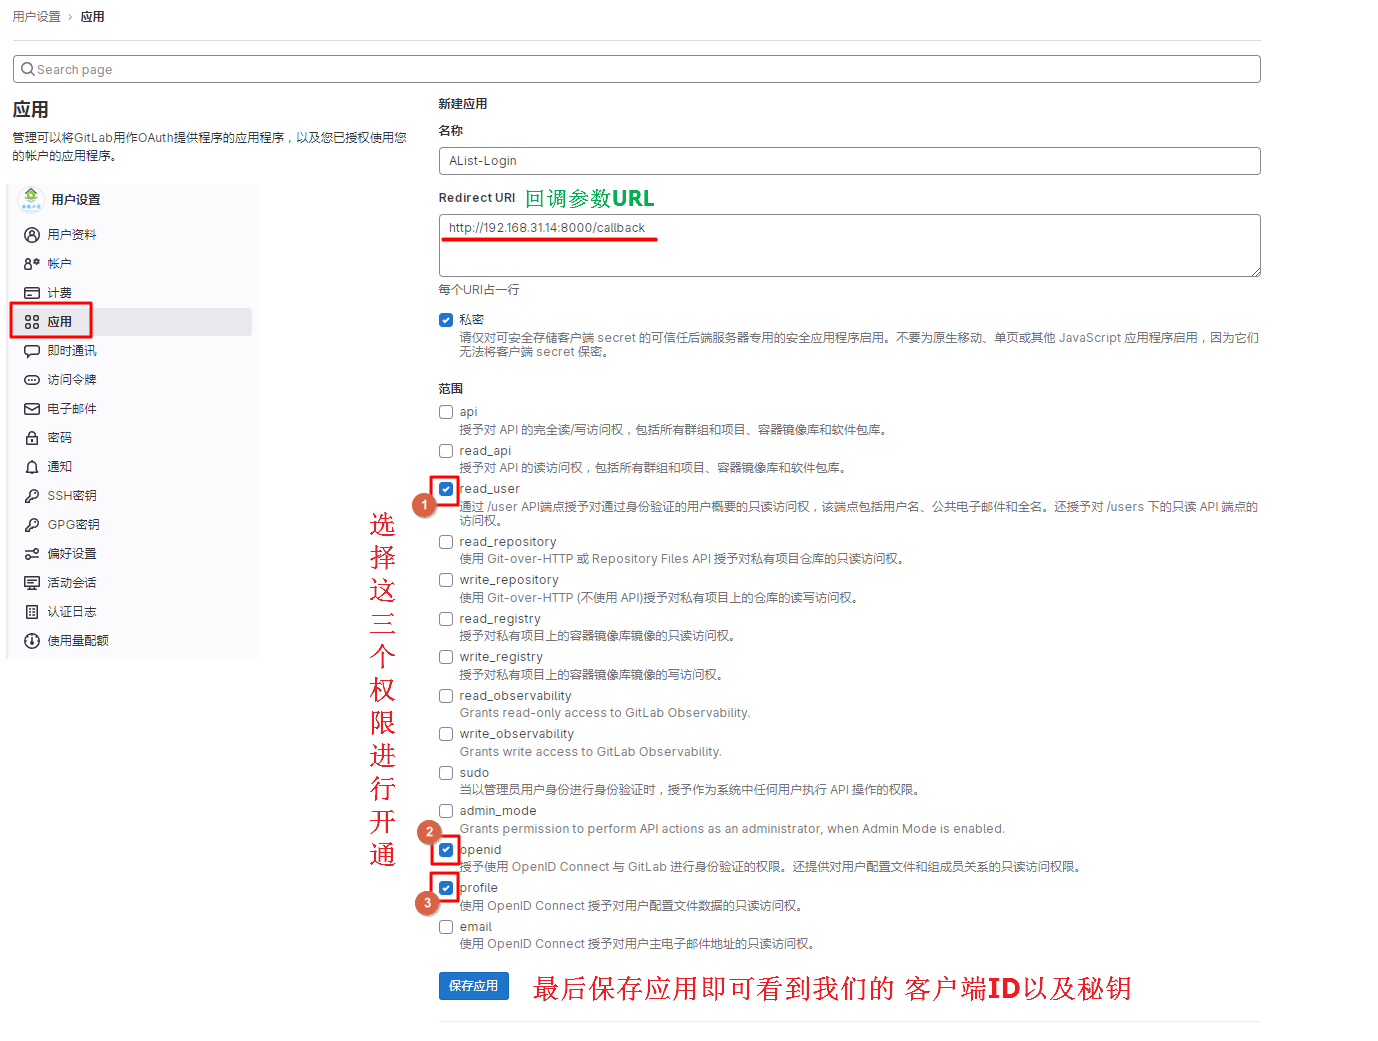 用户设置 › 应用
Search page
应用
管理可以将GitLab用作OAuth提供程序的应用程序，以及您已授权使用您
的帐户的应用程序。
用户设置
用户资料
帐户
计费
应用
即时通讯
访问令牌
电子邮件
密码
通知
SSH密钥
GPG密钥
偏好设置
活动会话
认证日志
使用量配额
新建应用
名称
AList-Login
Redirect URI 回调参数URL
http://192.168.31.14:8000/callback
每个URI占一行
私密
请仅对可安全存储客户端 secret 的可信任后端服务器专用的安全应用程序启用。不要为原生移动、单页或其他 JavaScript 应用程序启用，因为它们
无法将客户端 secret 保密。
范围
api
授予对 API 的完全读/写访问权，包括所有群组和项目、容器镜像库和软件包库。
read_api
授予对 API 的读访问权，包括所有群组和项目、容器镜像库和软件包库。
read_user
1
通过 /user API端点授予对通过身份验证的用户概要的只读访问权，该端点包括用户名、公共电子邮件和全名。还授予对 /users 下的只读 API 端点的
访问权。
选择这三个权限进行开通
read_repository
使用 Git-over-HTTP 或 Repository Files API 授予对私有项目仓库的只读访问权。
write_repository
使用 Git-over-HTTP (不使用 API)授予对私有项目上的仓库的读写访问权。
read_registry
授予对私有项目上的容器镜像库镜像的只读访问权。
write_registry
授予对私有项目上的容器镜像库镜像的写访问权。
read_observability
Grants read-only access to GitLab Observability.
write_observability
Grants write access to GitLab Observability.
sudo
当以管理员用户身份进行身份验证时，授予作为系统中任何用户执行 API 操作的权限。
admin_mode
Grants permission to perform API actions as an administrator, when Admin Mode is enabled.
2
openid
授予使用 OpenID Connect 与 GitLab 进行身份验证的权限。还提供对用户配置文件和组成员关系的只读访问权限。
profile
3
使用 OpenID Connect 授予对用户配置文件数据的只读访问权。
email
使用 OpenID Connect 授予对用户主电子邮件地址的只读访问权。
保存应用 最后保存应用即可看到我们的 客户端ID以及秘钥